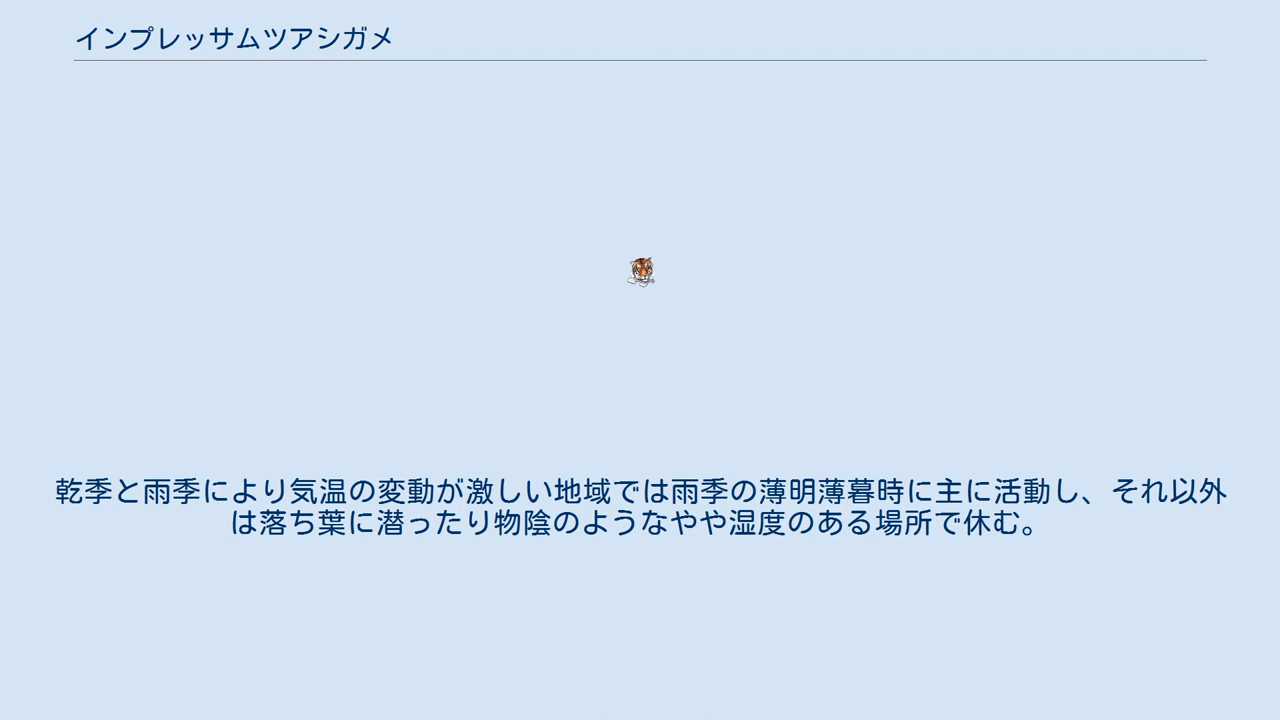 インプレッサムツアシガメ
乾季と雨季により気温の変動が激しい地域では雨季の薄明薄暮時に主に活動し、それ以外
は落ち葉に潜ったり物陰のようなやや湿度のある場所で休む。